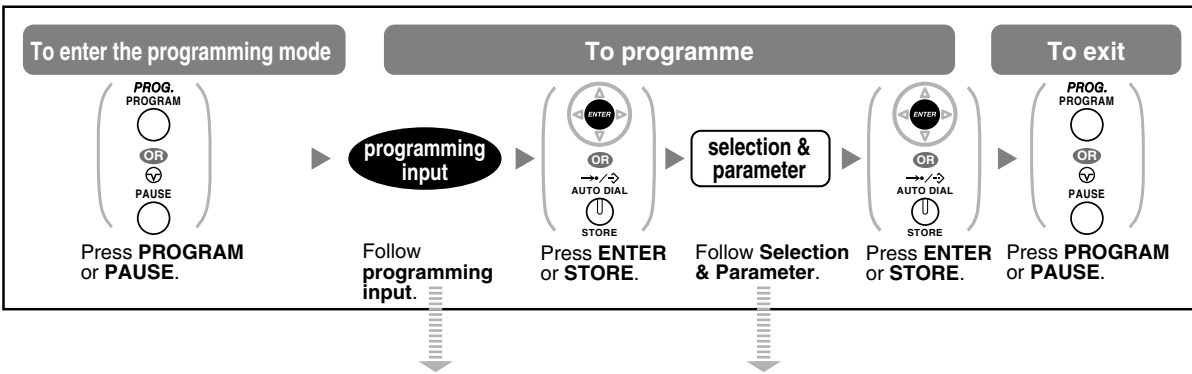 To enter the programming mode
To programme
To exit
PROG.
PROGRAM
OR
PAUSE
Press PROGRAM
or PAUSE.
programming
input
Follow
programming
input.
ENTER
OR
AUTO DIAL
STORE
Press ENTER
or STORE.
selection &
parameter
Follow Selection
& Parameter.
ENTER
OR
AUTO DIAL
STORE
Press ENTER
or STORE.
PROG.
PROGRAM
OR
PAUSE
Press PROGRAM
or PAUSE.